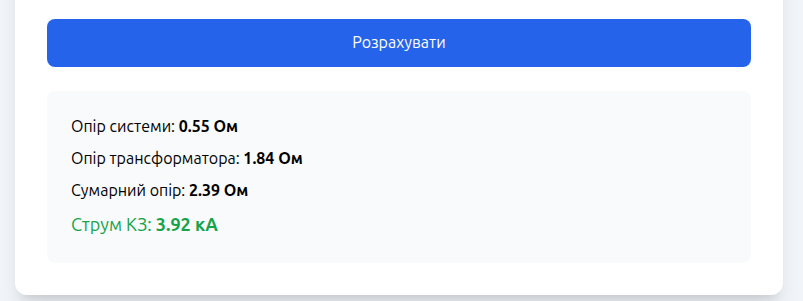 Розрахувати
Опір системи: 0.55 Ом
Опір трансформатора: 1.84 Ом
Сумарний опір: 2.39 Ом
Струм КЗ: 3.92 кА